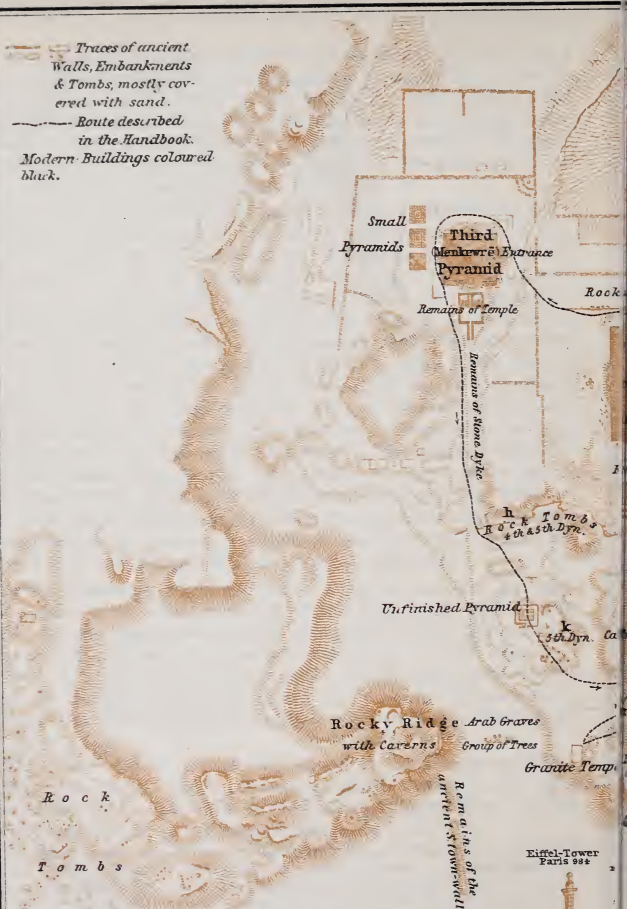 Traces of ancient
Walls, Embankments
& Tombs, mostly cov-
ered with sand.
Route described
in the Handbook.
Modern Buildings coloured
black.
Small
Pyramids
Third
(Menkewrē)
Pyramid
Entrance
Rock
Remains of Temple
Remains of Stone Dyke
h
Rock Tombs
4th & 5th Dyn.
Unfinished Pyramid
k
5th Dyn.
Ca
Rocky Ridge
with Caverns
Arab Graves
Group of Trees
Granite Temp
Remains of the
ancient S town-wall
Rock
Tombs
Eiffel-Tower
Paris 984